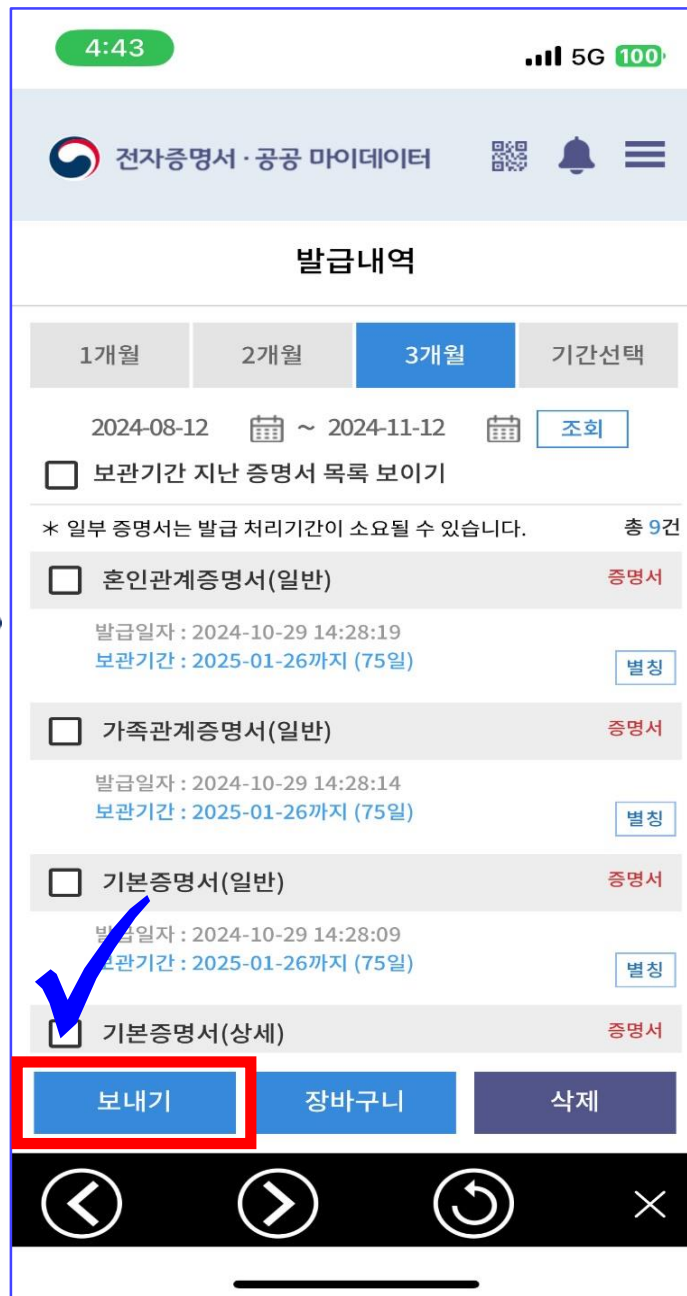 4:43
5G 100
전자증명서 · 공공 마이데이터
발급내역
1개월 2개월 3개월 기간선택
2024-08-12 ~ 2024-11-12 조회
보관기간 지난 증명서 목록 보이기
* 일부 증명서는 발급 처리기간이 소요될 수 있습니다. 총 9건
혼인관계증명서(일반) 증명서
발급일자 : 2024-10-29 14:28:19
보관기간 : 2025-01-26까지 (75일) 별칭
가족관계증명서(일반) 증명서
발급일자 : 2024-10-29 14:28:14
보관기간 : 2025-01-26까지 (75일) 별칭
기본증명서(일반) 증명서
발급일자 : 2024-10-29 14:28:09
보관기간 : 2025-01-26까지 (75일) 별칭
기본증명서(상세) 증명서
보내기 장바구니 삭제